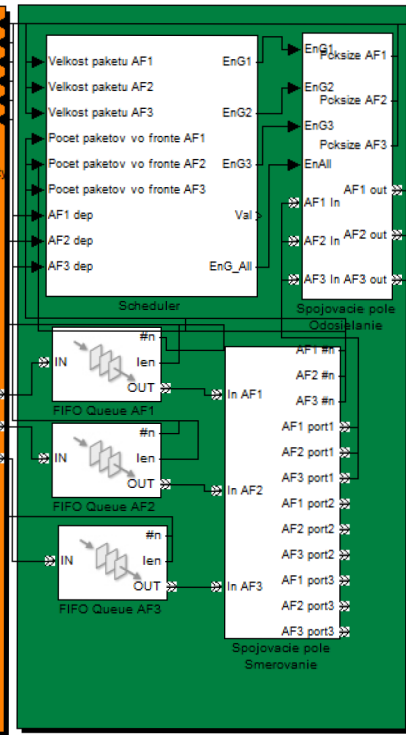 Velkost paketu AF1
Velkost paketu AF2
Velkost paketu AF3
Pocet paketov vo fronte AF1
Pocet paketov vo fronte AF2
Pocet paketov vo fronte AF3
AF1 dep
AF2 dep
AF3 dep
EnG1
EnG2
EnG3
Val
EnG_All
Scheduler
EnG1
EnG2
EnG3
EnAll
AF1 In
AF2 In
AF3 In
Pcksize AF1
Pcksize AF2
Pcksize AF3
AF1 out
AF2 out
AF3 out
Spojovacie pole
Odosielanie
IN
#n
len
OUT
FIFO Queue AF1
IN
#n
len
OUT
FIFO Queue AF2
IN
#n
len
OUT
FIFO Queue AF3
In AF1
In AF2
In AF3
AF1 #n
AF2 #n
AF3 #n
AF1 port1
AF2 port1
AF3 port1
AF1 port2
AF2 port2
AF3 port2
AF1 port3
AF2 port3
AF3 port3
Spojovacie pole
Smerovanie